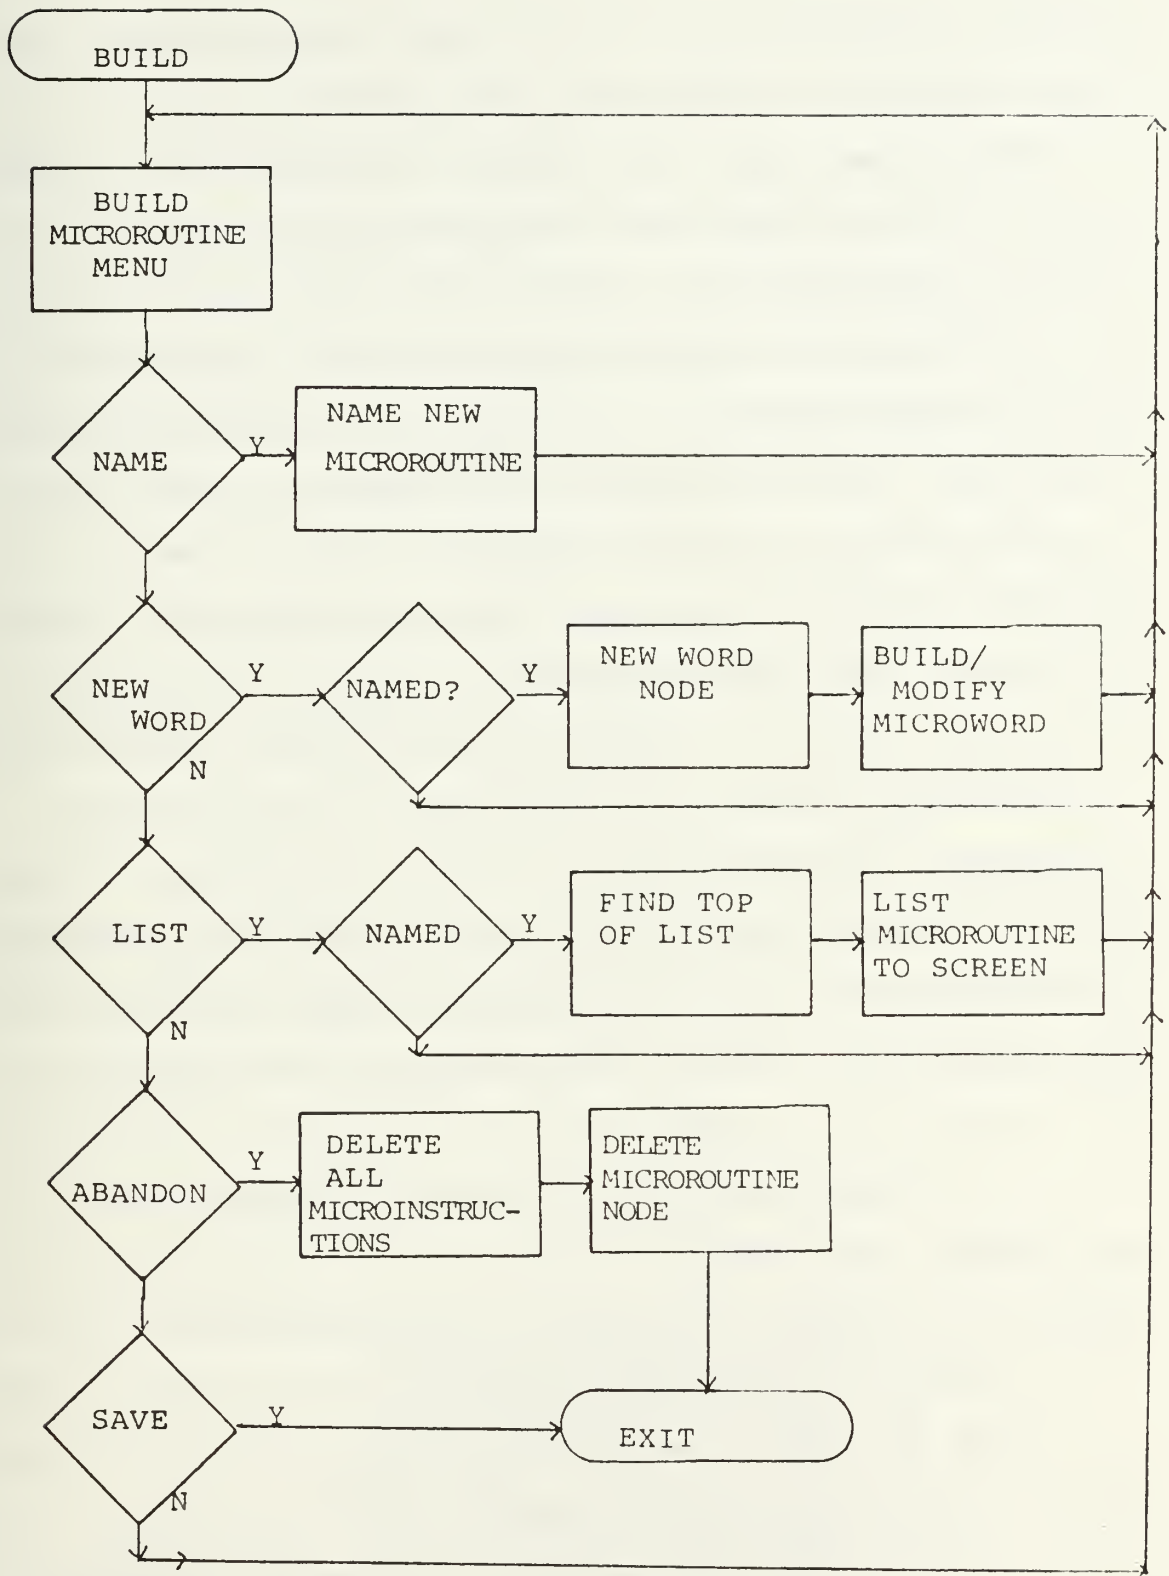 BUILD
BUILD
MICROROUTINE
MENU
NAME
Y
NAME NEW
MICROROUTINE
NEW
WORD
Y
N
NAMED?
Y
NEW WORD
NODE
BUILD/
MODIFY
MICROWORD
LIST
Y
N
NAMED
Y
FIND TOP
OF LIST
LIST
MICROROUTINE
TO SCREEN
ABANDON
Y
DELETE
ALL
MICROINSTRUC-
TIONS
DELETE
MICROROUTINE
NODE
SAVE
Y
N
EXIT